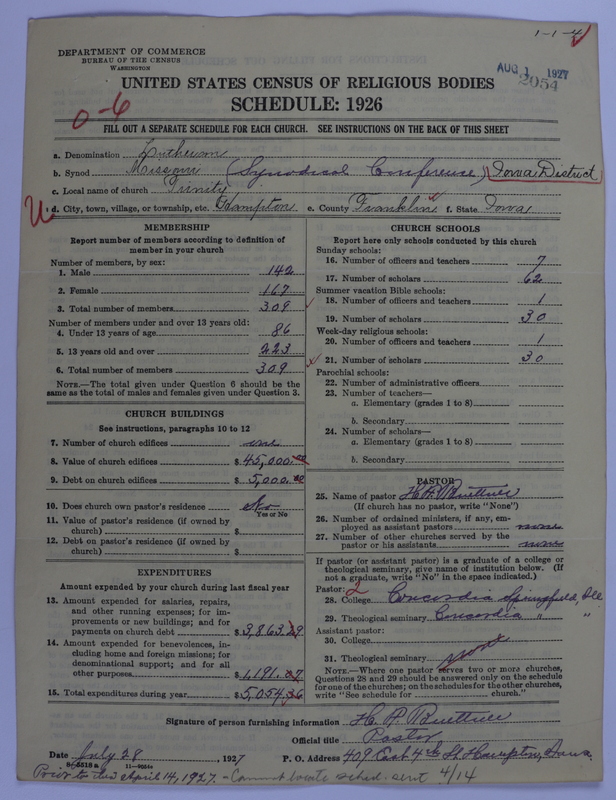 1-1-4
DEPARTMENT OF COMMERCE
BUREAU OF THE CENSUS
WASHINGTON
AUG 1 1927
2054
UNITED STATES CENSUS OF RELIGIOUS BODIES
SCHEDULE: 1926
0-6
FILL OUT A SEPARATE SCHEDULE FOR EACH CHURCH. SEE INSTRUCTIONS ON THE BACK OF THIS SHEET
a. Denomination Lutheran
b. Synod Missouri (Synodical Conference) Iowa District
c. Local name of church Trinity
d. City, town, village, or township, etc. Hampton e. County Franklin f. State Iowa
MEMBERSHIP
Report number of members according to definition of
member in your church
Number of members, by sex:
1. Male 142
2. Female 167
3. Total number of members 309
Number of members under and over 13 years old:
4. Under 13 years of age 86
5. 13 years old and over 223
6. Total number of members 309
NOTE.—The total given under Question 6 should be the
same as the total of males and females given under Question 3.
CHURCH BUILDINGS
See instructions, paragraphs 10 to 12
7. Number of church edifices one
8. Value of church edifices $ 45,000.00
9. Debt on church edifices $ 5,000.00
10. Does church own pastor's residence No
Yes or No
11. Value of pastor's residence (if owned by
church) $
12. Debt on pastor's residence (if owned by
church) $
EXPENDITURES
Amount expended by your church during last fiscal year
13. Amount expended for salaries, repairs,
and other running expenses; for im-
provements or new buildings; and for
payments on church debt $ 3,863.29
14. Amount expended for benevolences, in-
cluding home and foreign missions; for
denominational support; and for all
other purposes $ 1,191.07
15. Total expenditures during year $ 5,054.36
CHURCH SCHOOLS
Report here only schools conducted by this church
Sunday schools:
16. Number of officers and teachers 7
17. Number of scholars 62
Summer vacation Bible schools:
18. Number of officers and teachers 1
19. Number of scholars 30
Week-day religious schools:
20. Number of officers and teachers 1
21. Number of scholars 30
Parochial schools:
22. Number of administrative officers
23. Number of teachers—
a. Elementary (grades 1 to 8)
b. Secondary
24. Number of scholars—
a. Elementary (grades 1 to 8)
b. Secondary
PASTOR
25. Name of pastor H. P.
(If church has no pastor, write "None")
26. Number of ordained ministers, if any, em-
ployed as assistant pastors none
27. Number of other churches served by the
pastor or his assistants none
If pastor (or assistant pastor) is a graduate of a college or
theological seminary, give name of institution below. (If
not a graduate, write "No" in the space indicated.)
Pastor: 2
28. College Concordia Springfield, Ill
29. Theological seminary Concordia " "
Assistant pastor:
30. College
31. Theological seminary none
NOTE.—Where one pastor serves two or more churches,
Questions 28 and 29 should be answered only on the schedule
for one of the churches; on the schedules for the other churches,
write "See schedule for church."
Signature of person furnishing information H. P.
Official title Pastor
Date July 28, 1927 P. O. Address 409 East 4th St. Hampton, Iowa.
8-5518 a 11-9664
Prior to this April 14, 1927 - Cannot locate sched. sent 4/14